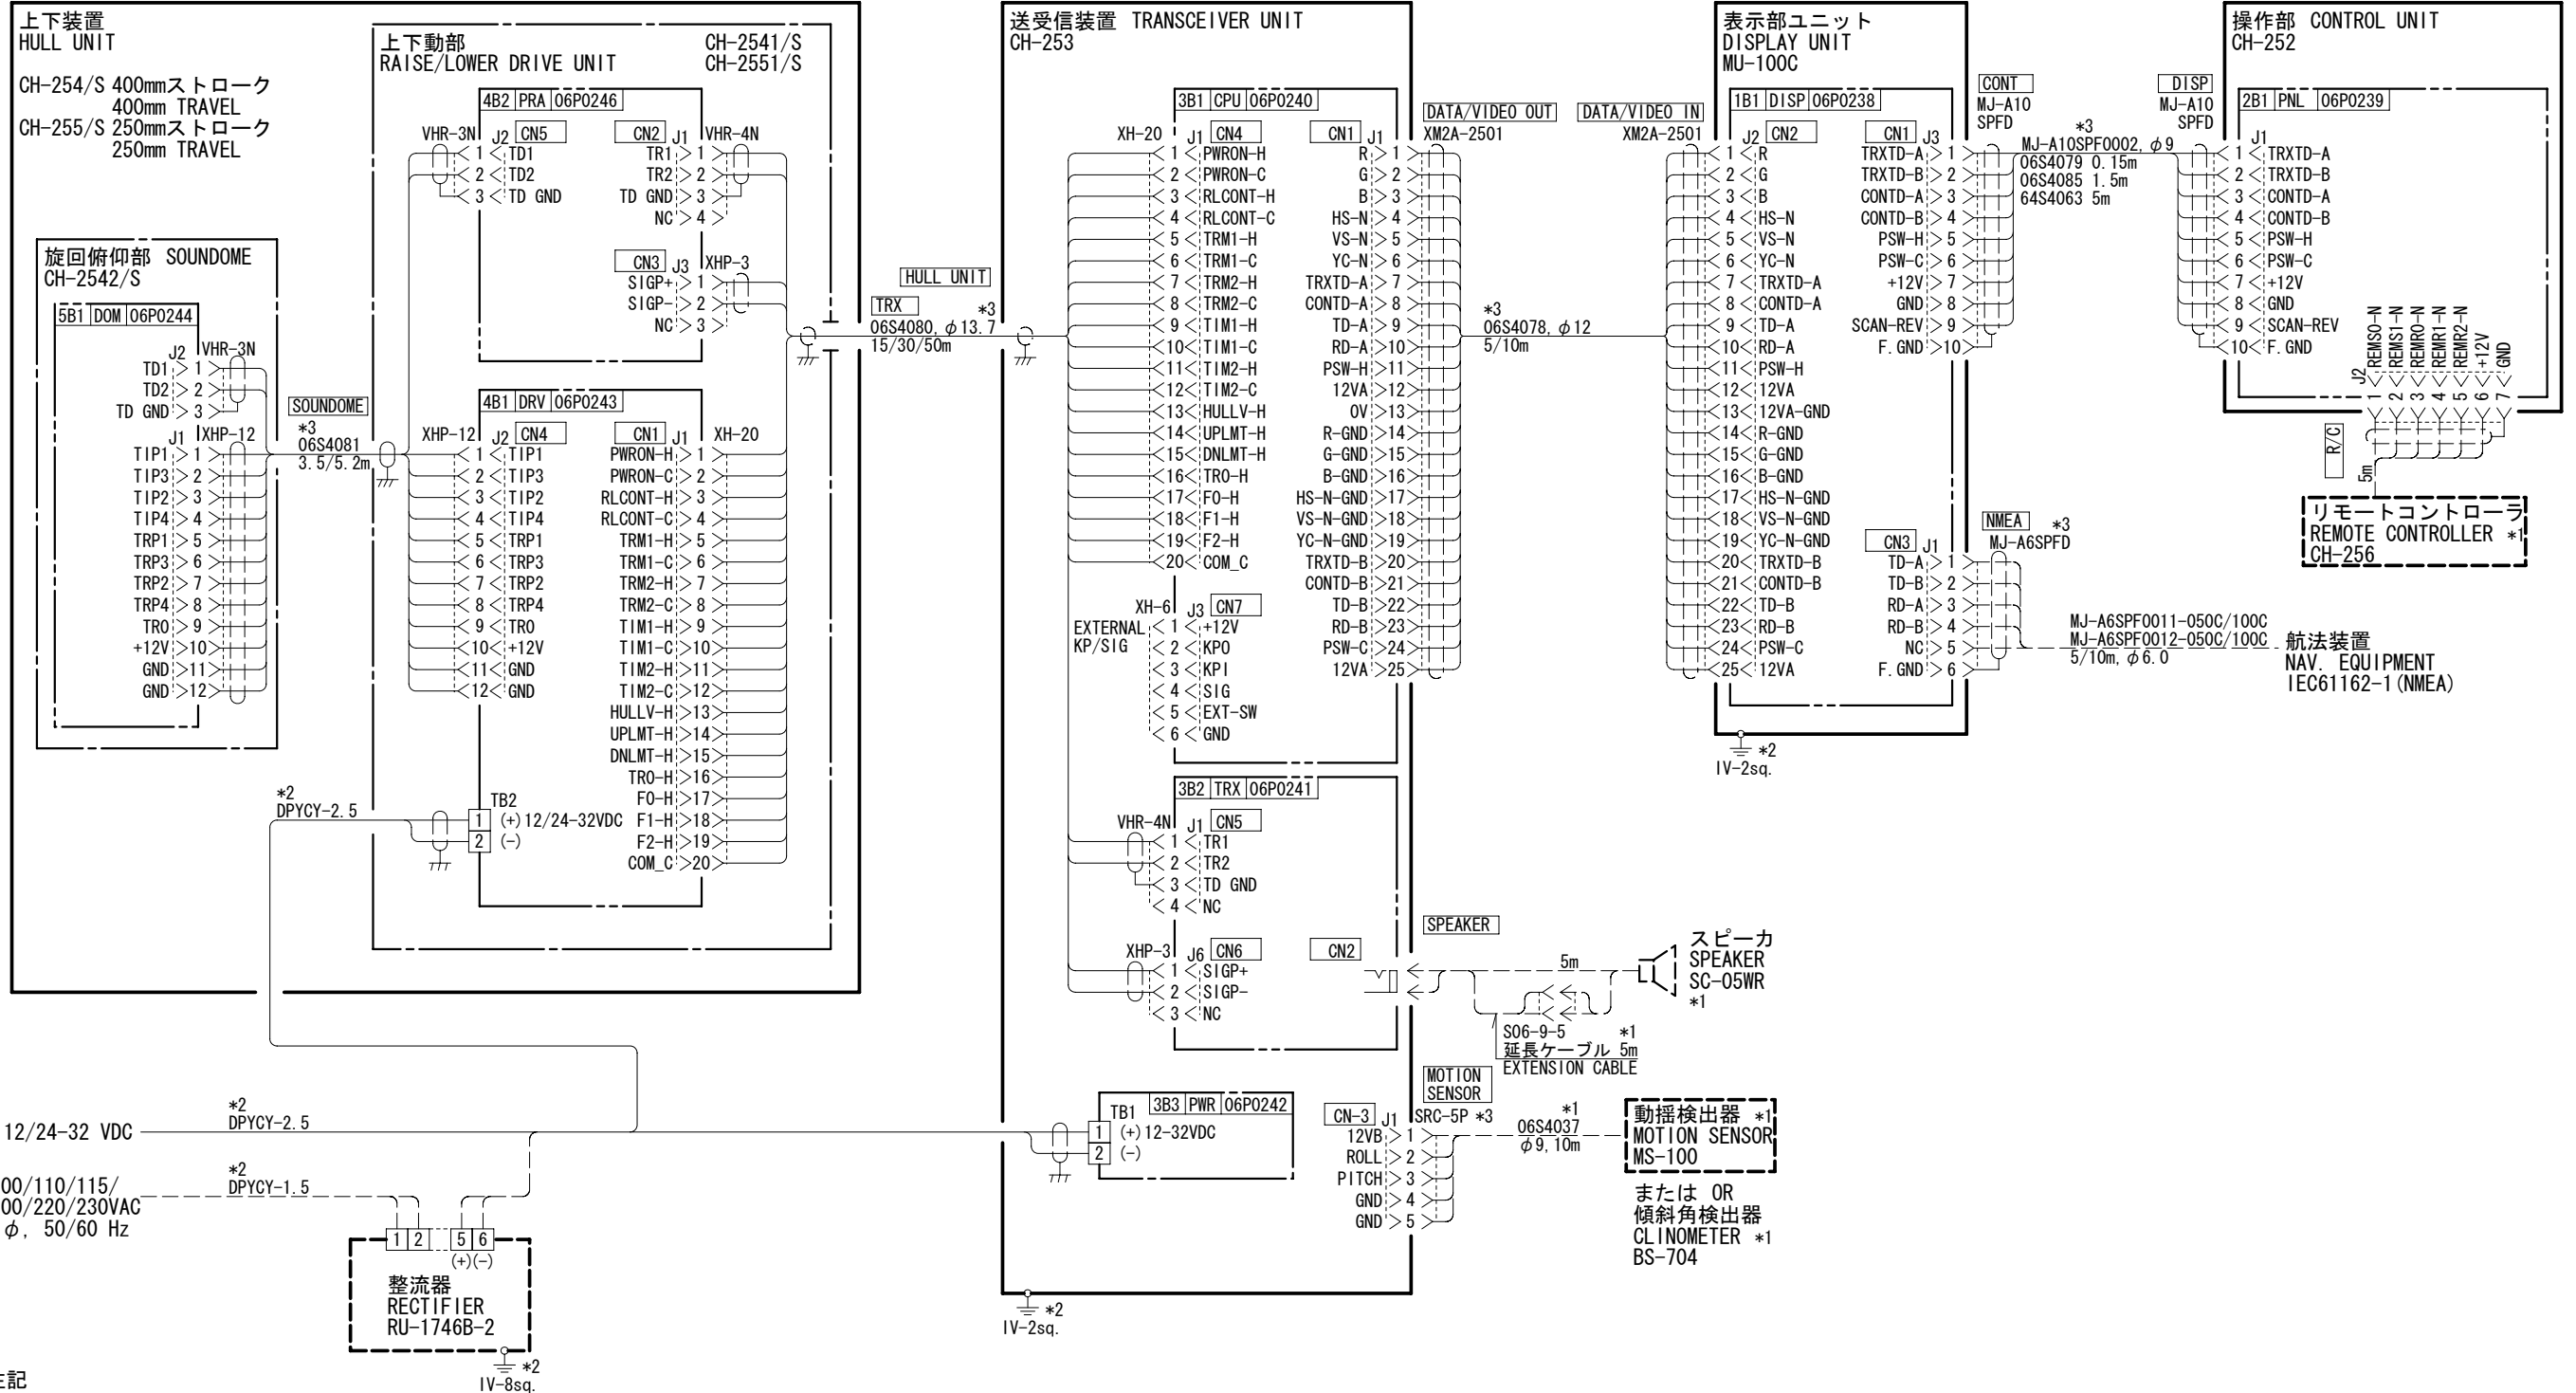 上下装置
HULL UNIT
CH-254/S 400mmストローク
400mm TRAVEL
CH-255/S 250mmストローク
250mm TRAVEL
旋回俯仰部 SOUNDOME
CH-2542/S
5B1 DOM 06P0244
J2 VHR-3N
TD1 1
TD2 2
TD GND 3
J1 XHP-12
TIP1 1
TIP3 2
TIP2 3
TIP4 4
TRP1 5
TRP3 6
TRP2 7
TRP4 8
TRO 9
+12V 10
GND 11
GND 12
SOUNDOME
*3
06S4081
3.5/5.2m
上下動部 CH-2541/S
RAISE/LOWER DRIVE UNIT CH-2551/S
4B2 PRA 06P0246
VHR-3N J2 CN5
1 TD1
2 TD2
3 TD GND
CN2 J1 VHR-4N
TR1 1
TR2 2
TD GND 3
NC 4
CN3 J3 XHP-3
SIGP+ 1
SIGP- 2
NC 3
4B1 DRV 06P0243
XHP-12 J2 CN4
1 TIP1
2 TIP3
3 TIP2
4 TIP4
5 TRP1
6 TRP3
7 TRP2
8 TRP4
9 TRO
10 +12V
11 GND
12 GND
CN1 J1 XH-20
PWRON-H 1
PWRON-C 2
RLCONT-H 3
RLCONT-C 4
TRM1-H 5
TRM1-C 6
TRM2-H 7
TRM2-C 8
TIM1-H 9
TIM1-C 10
TIM2-H 11
TIM2-C 12
HULLV-H 13
UPLMT-H 14
DNLMT-H 15
TRO-H 16
F0-H 17
F1-H 18
F2-H 19
COM_C 20
*2
DPYCY-2.5
TB2
1 (+) 12/24-32VDC
2 (-)
HULL UNIT
TRX
*3
06S4080, φ13.7
15/30/50m
送受信装置 TRANSCEIVER UNIT
CH-253
3B1 CPU 06P0240
XH-20 J1 CN4
1 PWRON-H
2 PWRON-C
3 RLCONT-H
4 RLCONT-C
5 TRM1-H
6 TRM1-C
7 TRM2-H
8 TRM2-C
9 TIM1-H
10 TIM1-C
11 TIM2-H
12 TIM2-C
13 HULLV-H
14 UPLMT-H
15 DNLMT-H
16 TRO-H
17 F0-H
18 F1-H
19 F2-H
20 COM_C
XH-6 J3 CN7
EXTERNAL
KP/SIG
1 +12V
2 KPO
3 KPI
4 SIG
5 EXT-SW
6 GND
CN1 J1
R 1
G 2
B 3
HS-N 4
VS-N 5
YC-N 6
TRXTD-A 7
CONTD-A 8
TD-A 9
RD-A 10
PSW-H 11
12VA 12
0V 13
R-GND 14
G-GND 15
B-GND 16
HS-N-GND 17
VS-N-GND 18
YC-N-GND 19
TRXTD-B 20
CONTD-B 21
TD-B 22
RD-B 23
PSW-C 24
12VA 25
DATA/VIDEO OUT
XM2A-2501
*3
06S4078, φ12
5/10m
3B2 TRX 06P0241
VHR-4N J1 CN5
1 TR1
2 TR2
3 TD GND
4 NC
XHP-3 J6 CN6
1 SIGP+
2 SIGP-
3 NC
CN2
SPEAKER
5m
スピーカ
SPEAKER
SC-05WR
*1
S06-9-5 *1
延長ケーブル 5m
EXTENSION CABLE
3B3 PWR 06P0242
TB1
1 (+) 12-32VDC
2 (-)
MOTION
SENSOR
CN-3 J1 SRC-5P *3
12VB 1
ROLL 2
PITCH 3
GND 4
GND 5
*1
06S4037
φ9, 10m
動揺検出器 *1
MOTION SENSOR
MS-100
または OR
傾斜角検出器
CLINOMETER *1
BS-704
*2
IV-2sq.
表示部ユニット
DISPLAY UNIT
MU-100C
DATA/VIDEO IN
XM2A-2501
1B1 DISP 06P0238
J2 CN2
1 R
2 G
3 B
4 HS-N
5 VS-N
6 YC-N
7 TRXTD-A
8 CONTD-A
9 TD-A
10 RD-A
11 PSW-H
12 12VA
13 12VA-GND
14 R-GND
15 G-GND
16 B-GND
17 HS-N-GND
18 VS-N-GND
19 YC-N-GND
20 TRXTD-B
21 CONTD-B
22 TD-B
23 RD-B
24 PSW-C
25 12VA
CN1 J3
TRXTD-A 1
TRXTD-B 2
CONTD-A 3
CONTD-B 4
PSW-H 5
PSW-C 6
+12V 7
GND 8
SCAN-REV 9
F.GND 10
CN3 J1
TD-A 1
TD-B 2
RD-A 3
RD-B 4
NC 5
F.GND 6
NMEA *3
MJ-A6SPFD
MJ-A6SPF0011-050C/100C
MJ-A6SPF0012-050C/100C
5/10m, φ6.0
航法装置
NAV. EQUIPMENT
IEC61162-1(NMEA)
*2
IV-2sq.
CONT
MJ-A10
SPFD
*3
MJ-A10SPF0002, φ9
06S4079 0.15m
06S4085 1.5m
64S4063 5m
DISP
MJ-A10
SPFD
操作部 CONTROL UNIT
CH-252
2B1 PNL 06P0239
J1
1 TRXTD-A
2 TRXTD-B
3 CONTD-A
4 CONTD-B
5 PSW-H
6 PSW-C
7 +12V
8 GND
9 SCAN-REV
10 F.GND
J2
1 REMS0-N
2 REMS1-N
3 REMR0-N
4 REMR1-N
5 REMR2-N
6 +12V
7 GND
R/C
5m
リモートコントローラ
REMOTE CONTROLLER *1
CH-256
12/24-32 VDC
*2
DPYCY-2.5
00/110/115/
00/220/230VAC
φ, 50/60 Hz
*2
DPYCY-1.5
1 2 5 6
(+)(-)
整流器
RECTIFIER
RU-1746B-2
*2
IV-8sq.
記